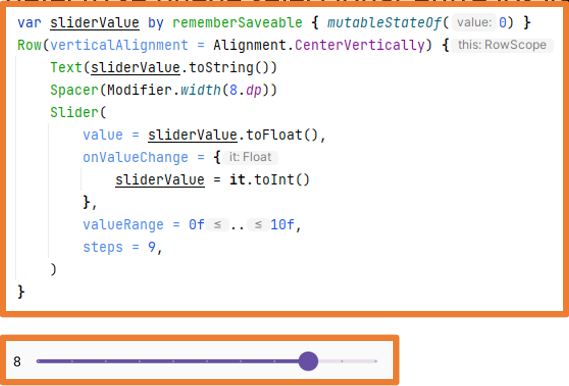 var sliderValue by rememberSaveable { mutableStateOf( value: 0) }
Row(verticalAlignment = Alignment.CenterVertically) { this: RowScope
Text(sliderValue.toString())
Spacer(Modifier.width(8.dp))
Slider(
value = sliderValue.toFloat(),
onValueChange = { it: Float
sliderValue = it.toInt()
},
valueRange = 0f ≤ .. ≤ 10f,
steps = 9,
)
}
8